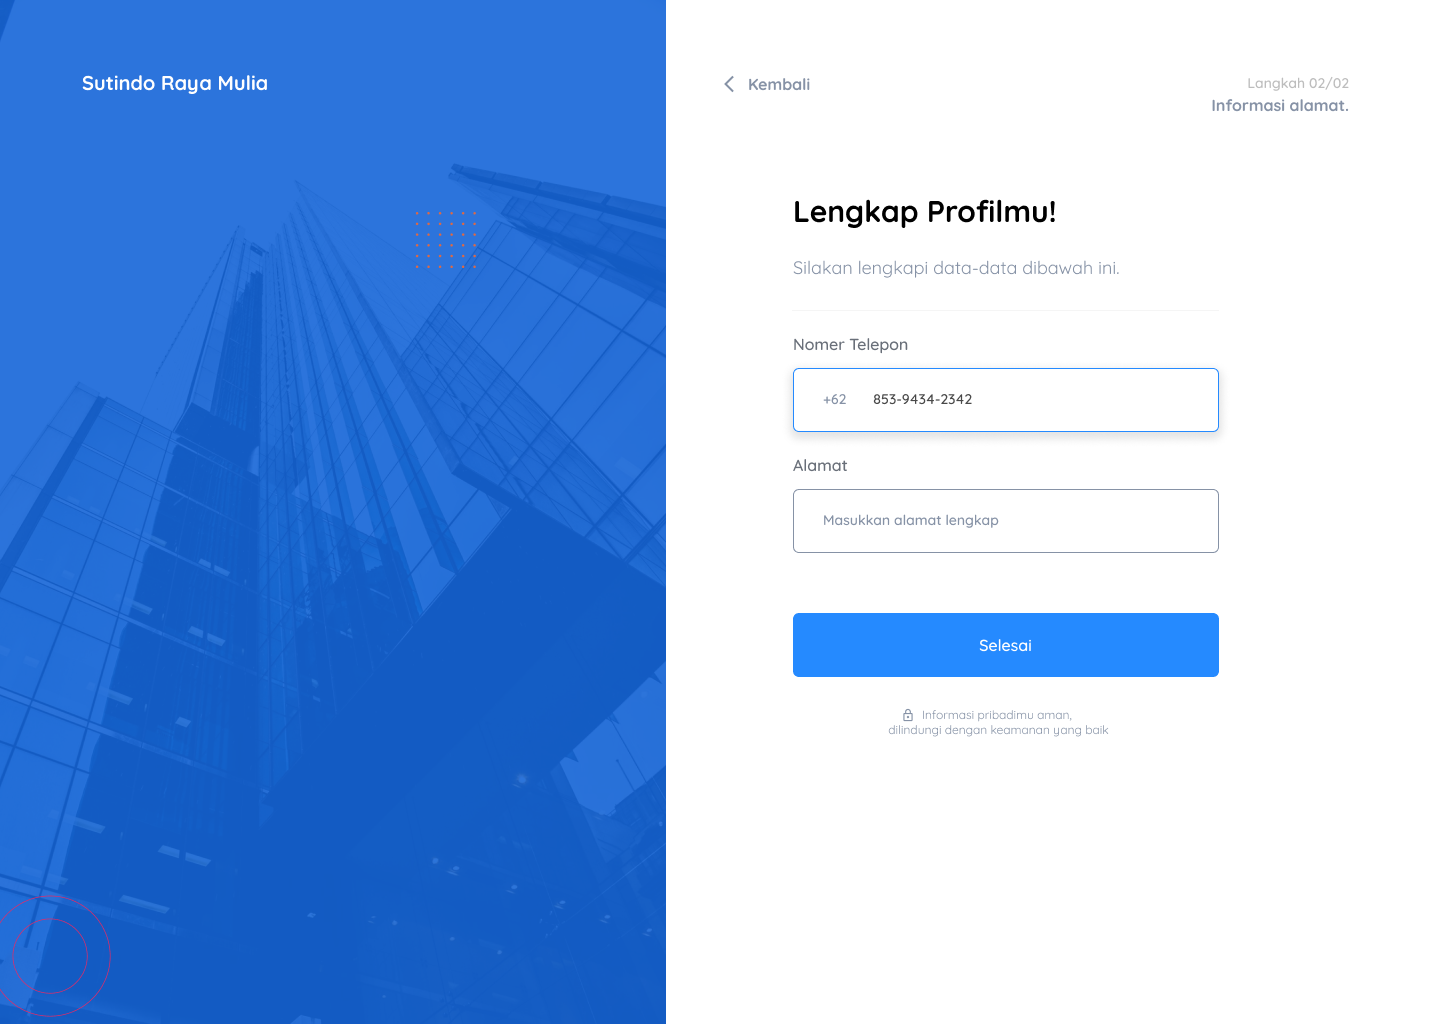 Sutindo Raya Mulia
Kembali
Langkah 02/02
Informasi alamat.
Lengkap Profilmu!
Silakan lengkapi data-data dibawah ini.
Nomer Telepon
+62 853-9434-2342
Alamat
Masukkan alamat lengkap
Selesai
Informasi pribadimu aman,
dilindungi dengan keamanan yang baik